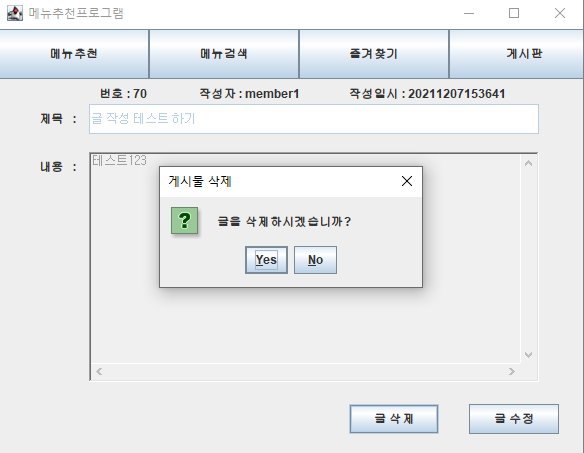 메뉴추천프로그램
메뉴추천 메뉴검색 즐겨찾기 게시판
번호 : 70 작성자 : member1 작성일시 : 20211207153641
제목 : 글 작성 테스트 하기
내용 : 테스트123
게시물 삭제
? 글을 삭제하시겠습니까?
Yes No
글 삭제 글 수정